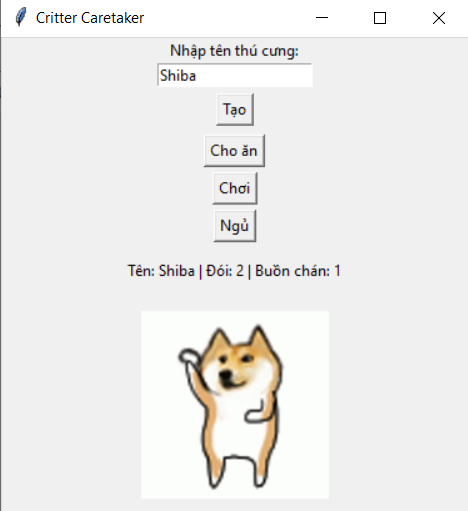 Critter Caretaker
Nhập tên thú cưng:
Shiba
Tạo
Cho ăn
Chơi
Ngủ
Tên: Shiba | Đói: 2 | Buồn chán: 1